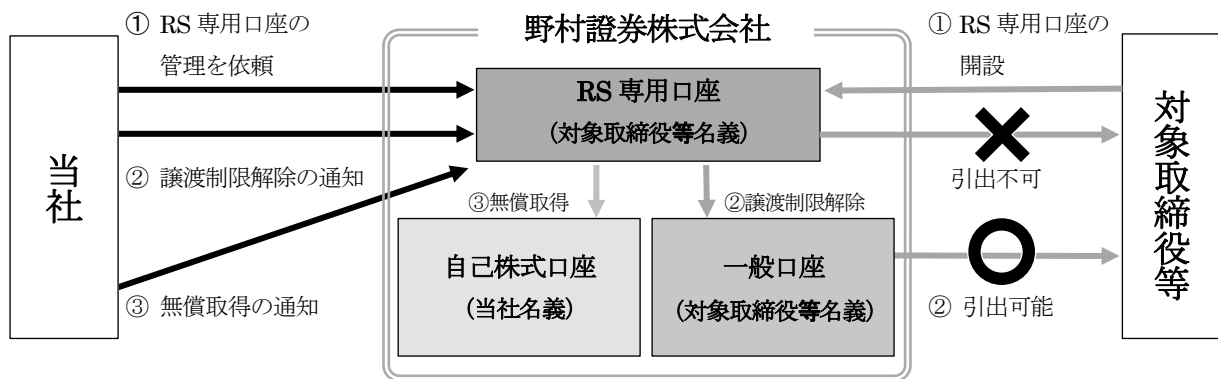 ① RS 専用口座の
管理を依頼
野村證券株式会社
① RS 専用口座の
開設
当社
RS 専用口座
(対象取締役等名義)
対象取締役等
② 譲渡制限解除の通知
引出不可
③無償取得
②譲渡制限解除
自己株式口座
(当社名義)
一般口座
(対象取締役等名義)
③ 無償取得の通知
② 引出可能